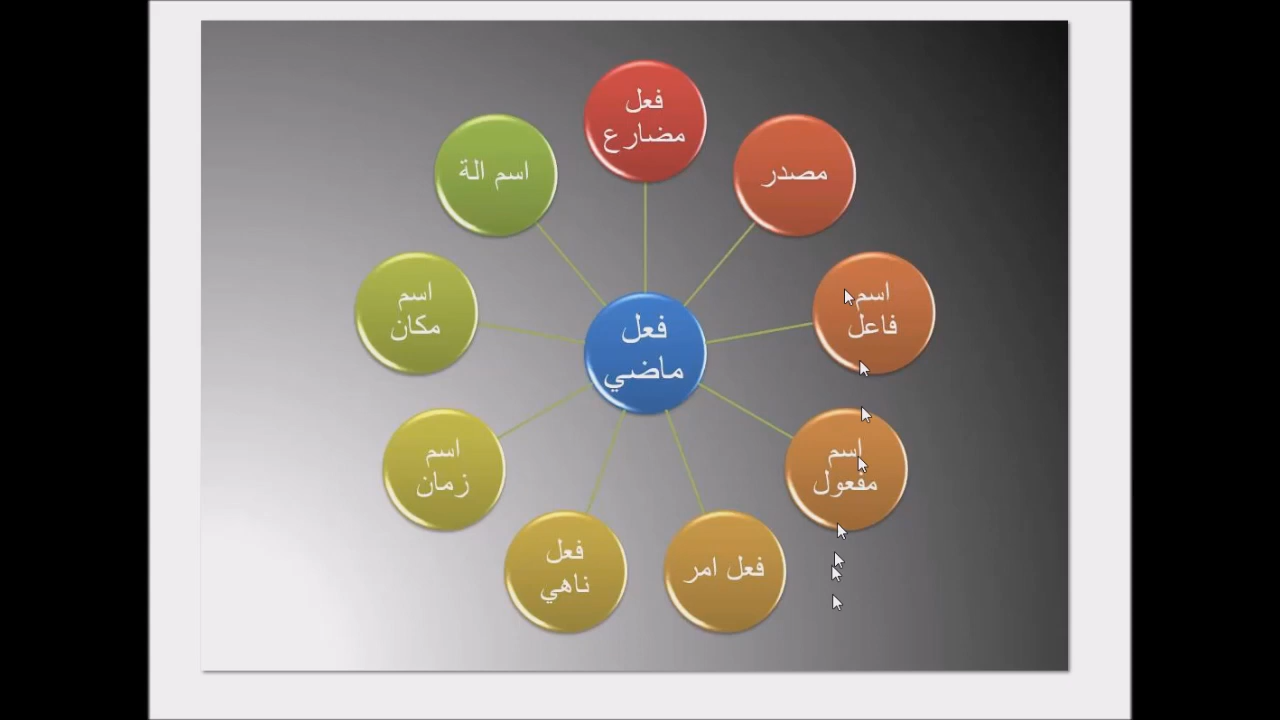 فعل
مضارع
مصدر
اسم
فاعل
اسم
مفعول
فعل امر
فعل
ناهي
اسم
زمان
اسم
مكان
اسم الة
فعل
ماضي